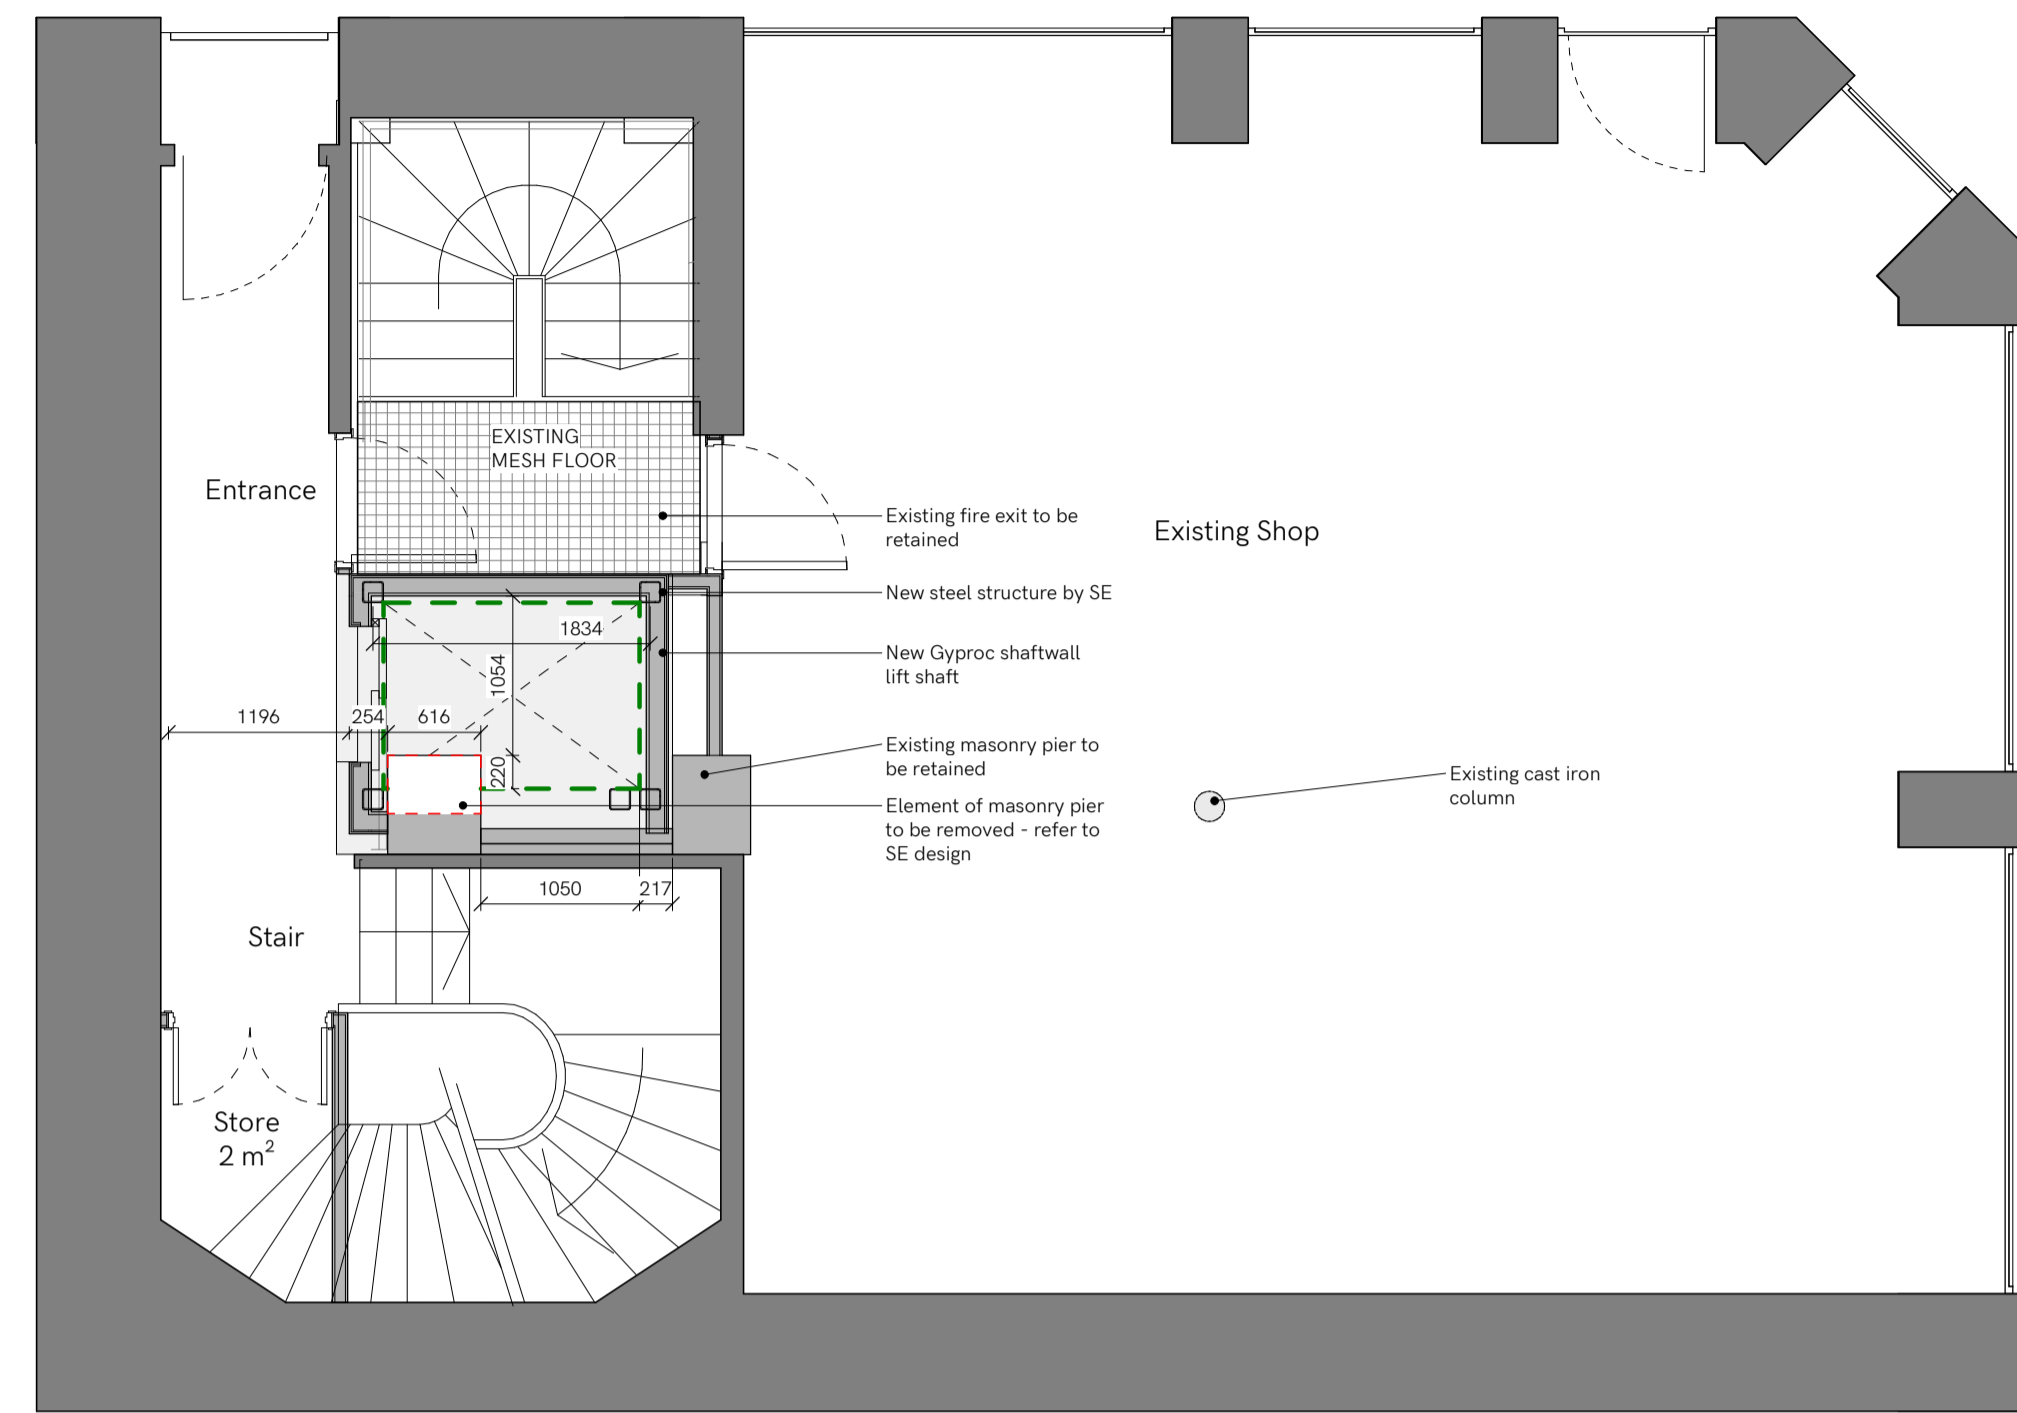 EXISTING
MESH FLOOR
Entrance
Existing fire exit to be
retained
Existing Shop
New steel structure by SE
1834
New Gyproc shaftwall
lift shaft
1054
1196
254
616
Existing masonry pier to
be retained
220
Existing cast iron
column
Element of masonry pier
to be removed - refer to
SE design
1050
217
Stair
Store
2 m²